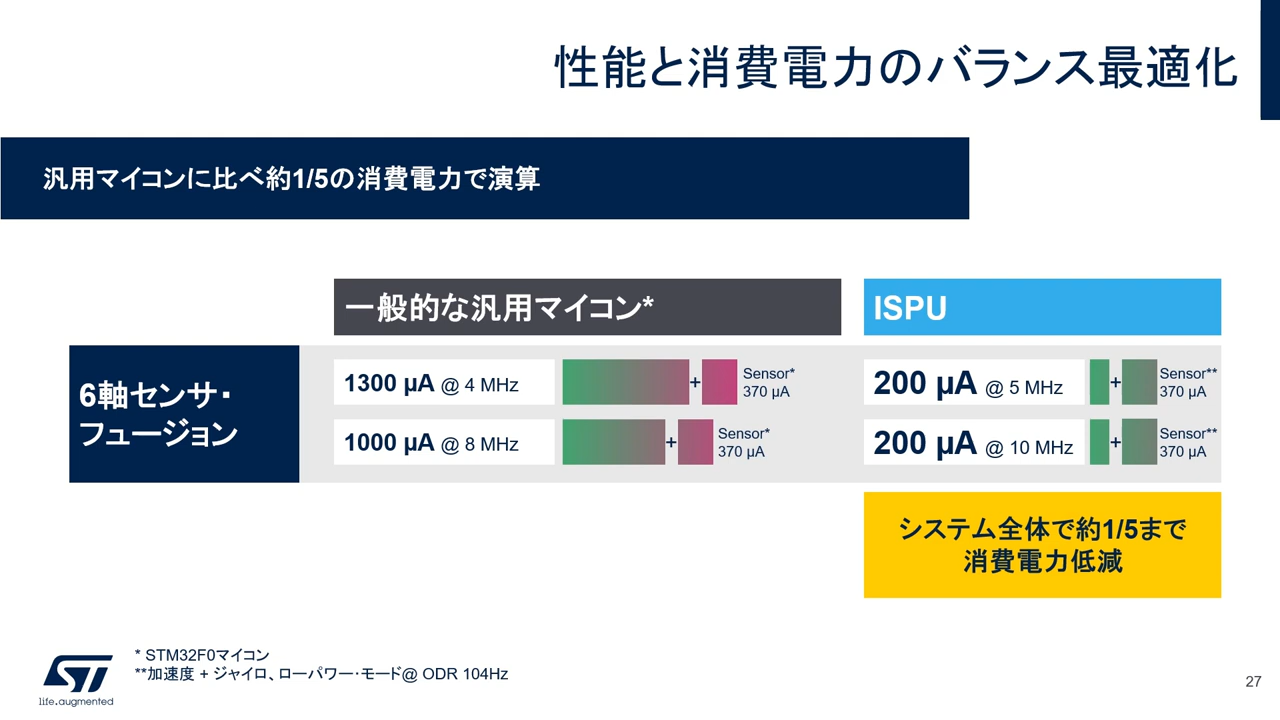 性能と消費電力のバランス最適化
汎用マイコンに比べ約1/5の消費電力で演算
一般的な汎用マイコン*
ISPU
6軸センサ・
フュージョン
1300 µA @ 4 MHz
+
Sensor*
370 µA
200 µA @ 5 MHz
+
Sensor**
370 µA
1000 µA @ 8 MHz
+
Sensor*
370 µA
200 µA @ 10 MHz
+
Sensor**
370 µA
システム全体で約1/5まで
消費電力低減
* STM32F0マイコン
**加速度 + ジャイロ、ローパワー・モード@ ODR 104Hz
ST
life.augmented
27